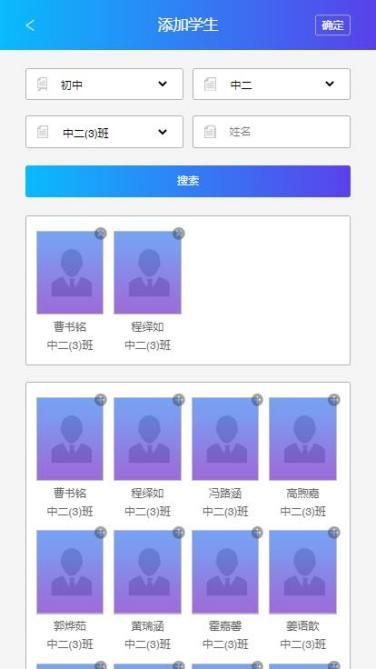 添加学生
确定
初中
中二
中二(3)班
姓名
搜索
曹书铭
程绎如
中二(3)班
中二(3)班
曹书铭
程绎如
冯路涵
高煦嘉
中二(3)班
中二(3)班
中二(3)班
中二(3)班
郭烨茹
黄瑞涵
霍嘉馨
姜语歆
中二(3)班
中二(3)班
中二(3)班
中二(3)班